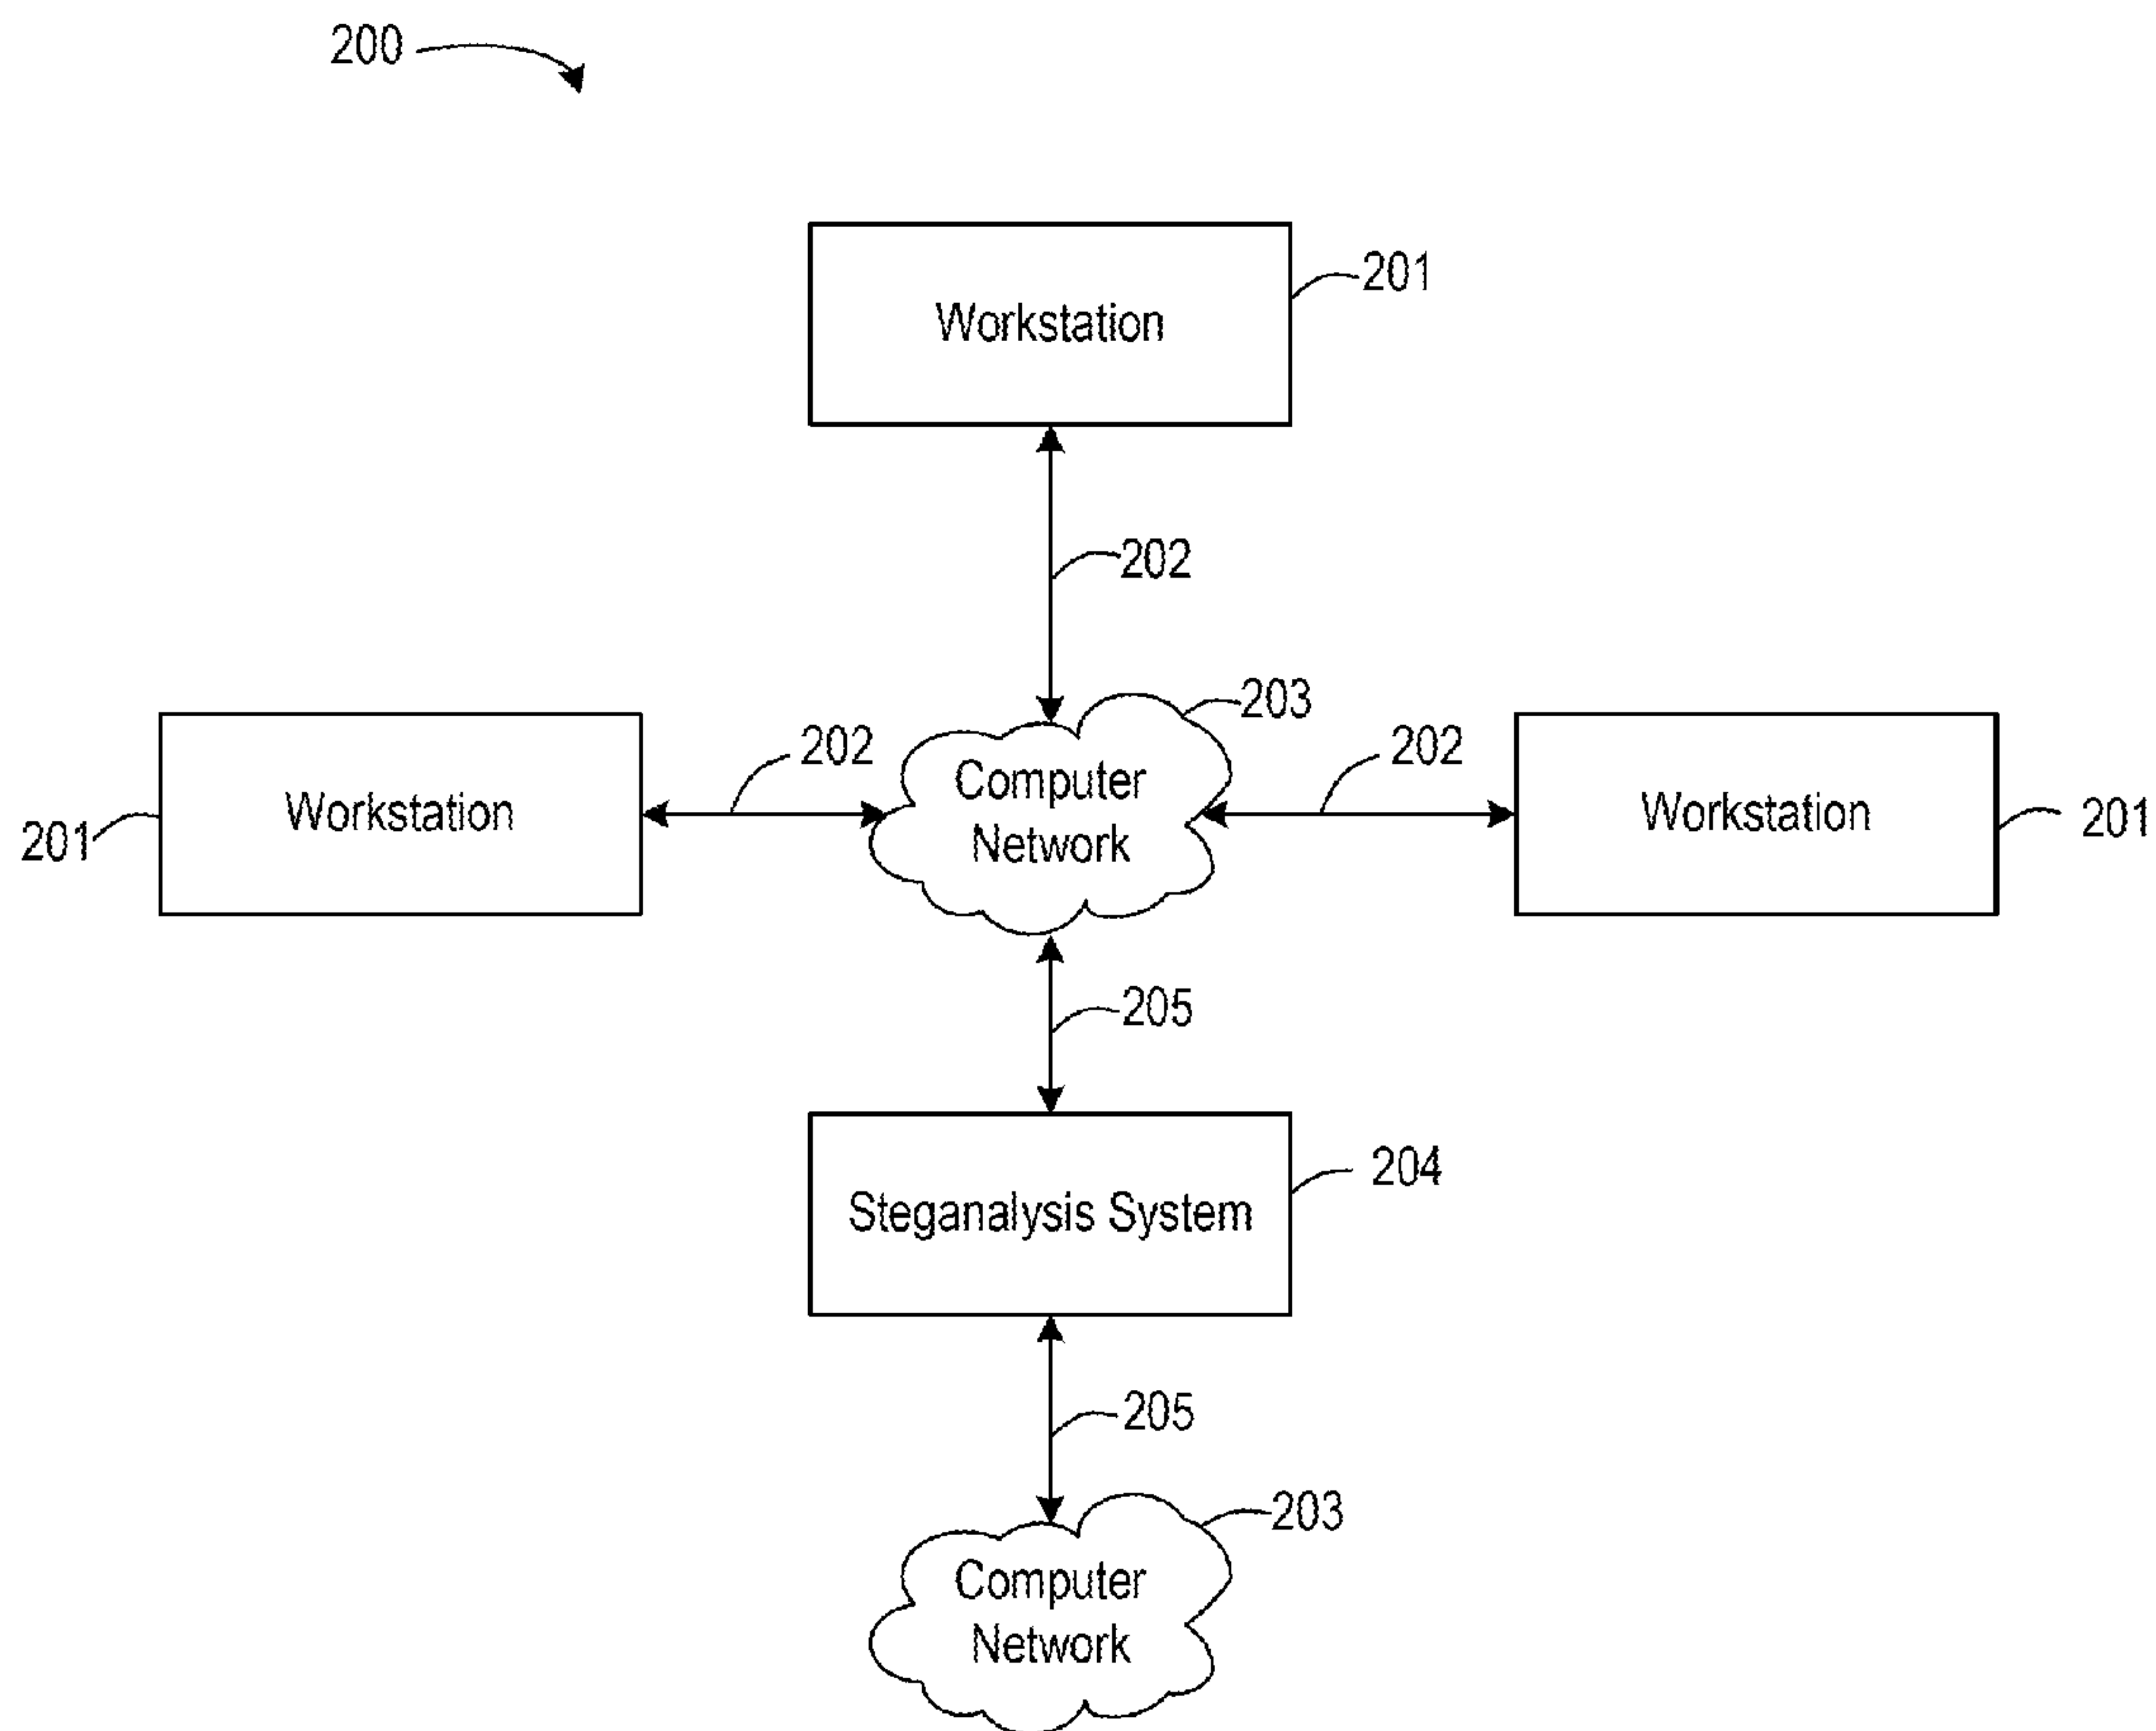 200
Workstation
201
202
203
Computer
Network
202
202
Workstation
201
Workstation
201
205
Steganalysis System
204
205
203
Computer
Network